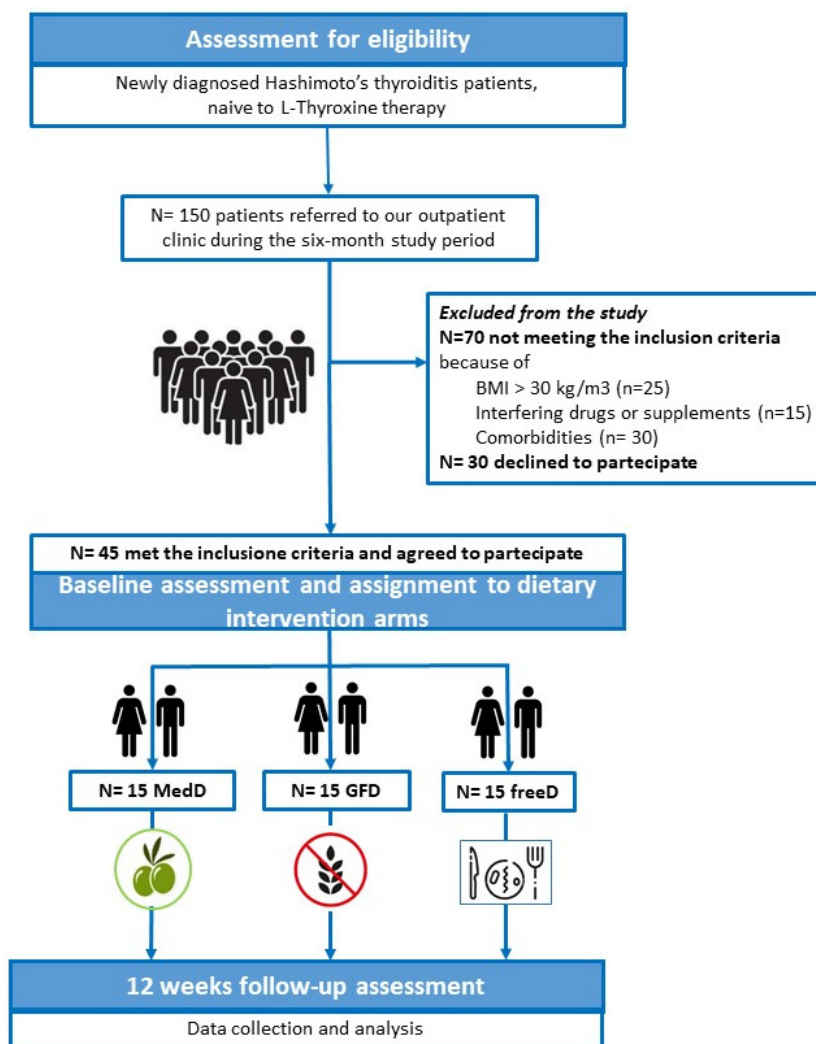 Assessment for eligibility
Newly diagnosed Hashimoto's thyroiditis patients,
naive to L-Thyroxine therapy
N= 150 patients referred to our outpatient
clinic during the six-month study period
Excluded from the study
N=70 not meeting the inclusion criteria
because of
BMI > 30 kg/m3 (n=25)
Interfering drugs or supplements (n=15)
Comorbidities (n= 30)
N= 30 declined to partecipate
N= 45 met the inclusione criteria and agreed to partecipate
Baseline assessment and assignment to dietary
intervention arms
N= 15 MedD
N= 15 GFD
N= 15 freeD
12 weeks follow-up assessment
Data collection and analysis